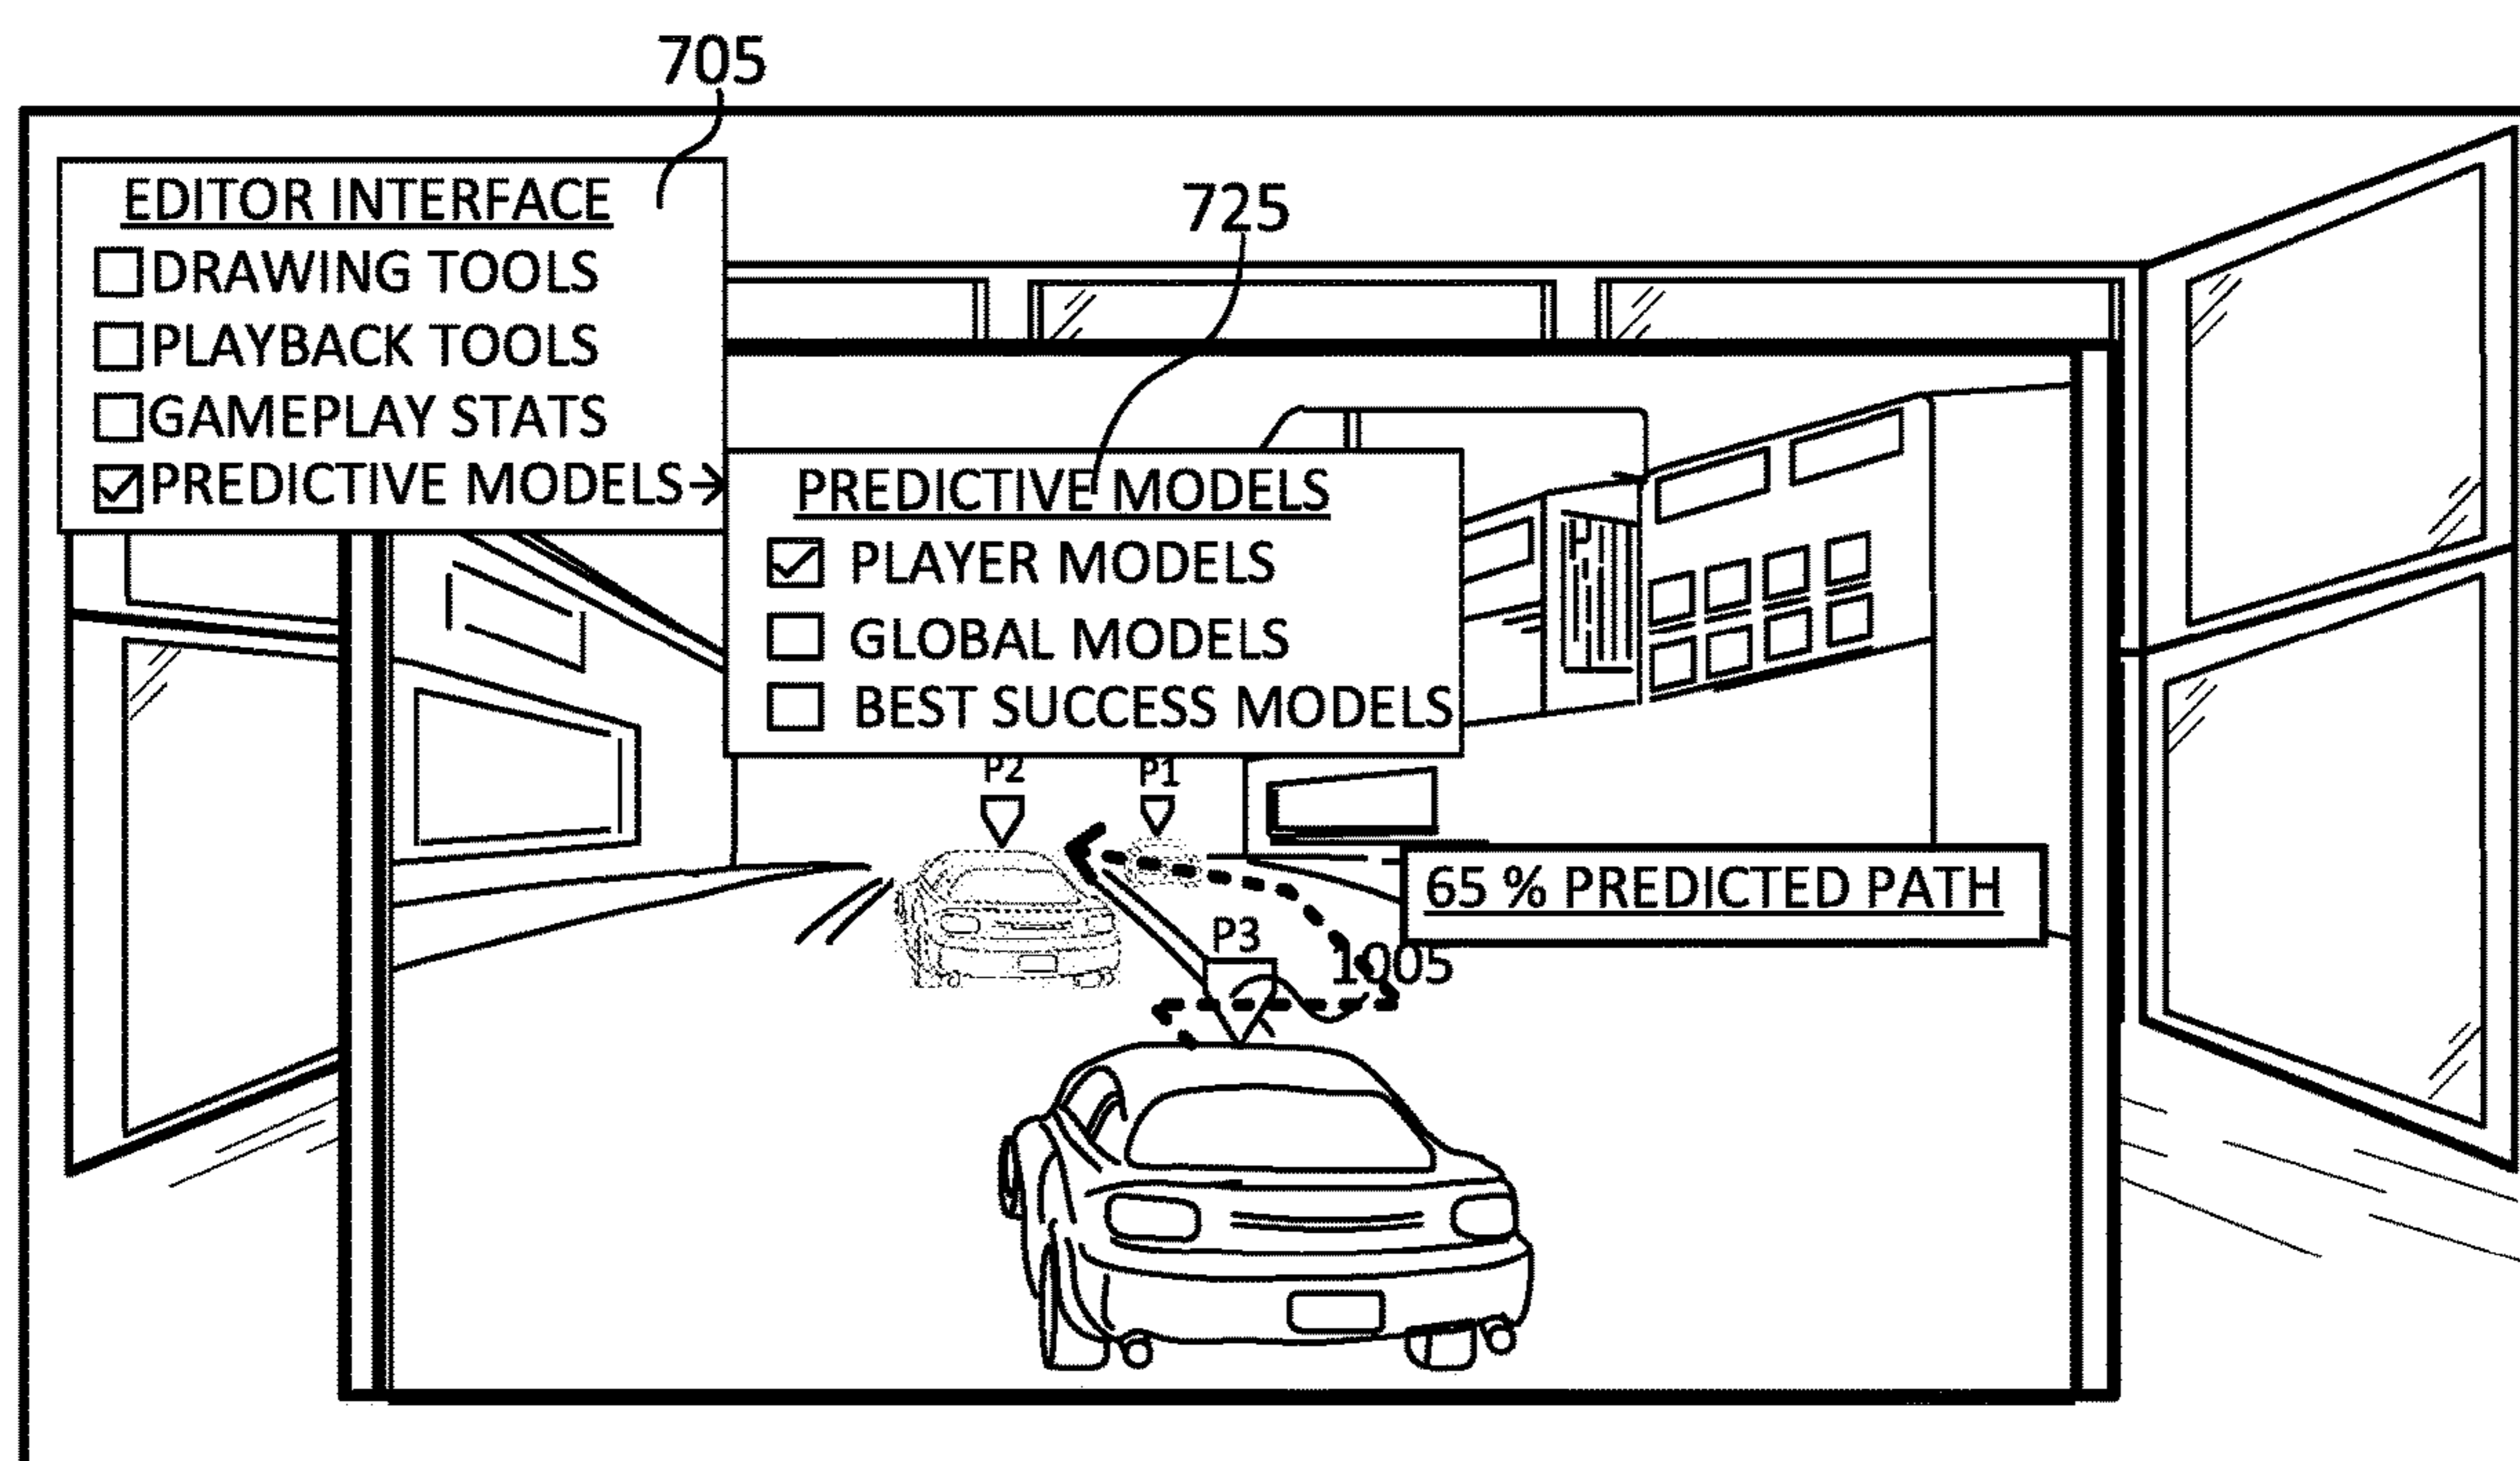 705
EDITOR INTERFACE
DRAWING TOOLS
PLAYBACK TOOLS
GAMEPLAY STATS
PREDICTIVE MODELS
725
PREDICTIVE MODELS
PLAYER MODELS
GLOBAL MODELS
BEST SUCCESS MODELS
P2
P1
65 % PREDICTED PATH
P3
1005